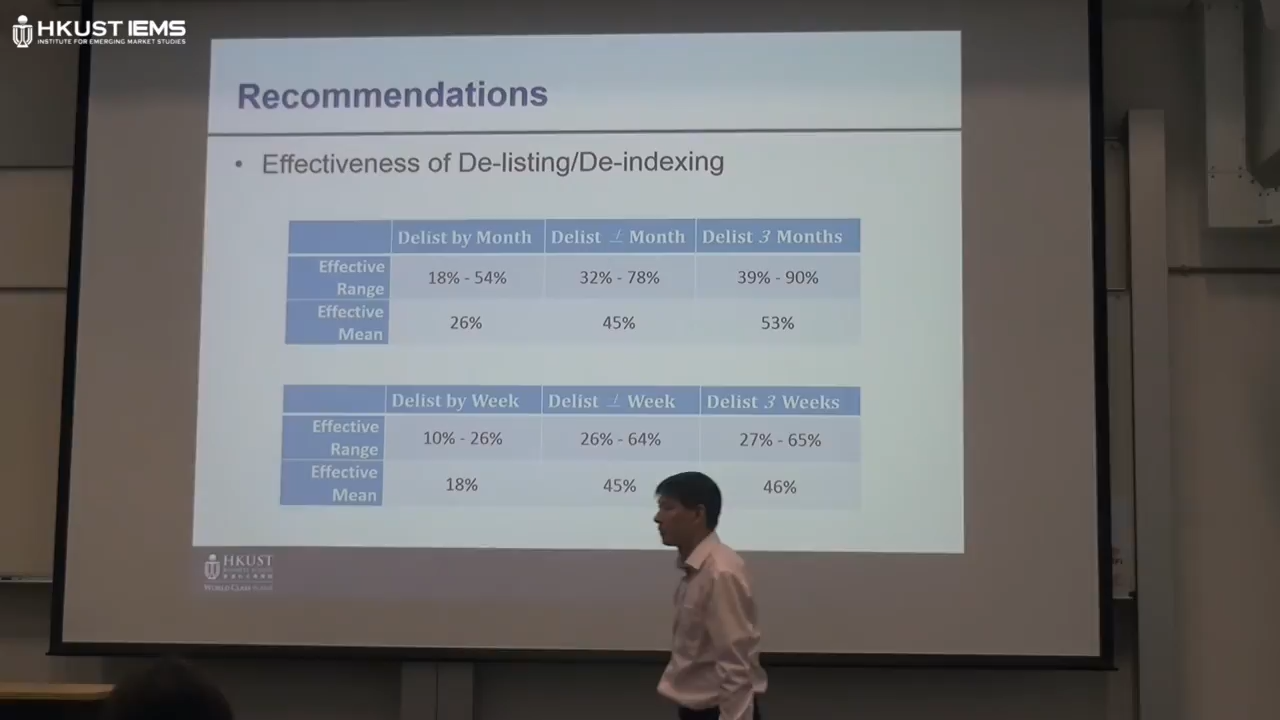 HKUST IEMS
INSTITUTE FOR EMERGING MARKET STUDIES
Recommendations
• Effectiveness of De-listing/De-indexing
Delist by Month Delist 1 Month Delist 3 Months
Effective Range 18% - 54% 32% - 78% 39% - 90%
Effective Mean 26% 45% 53%
Delist by Week Delist 1 Week Delist 3 Weeks
Effective Range 10% - 26% 26% - 64% 27% - 65%
Effective Mean 18% 45% 46%
HKUST
WORLD CLASS